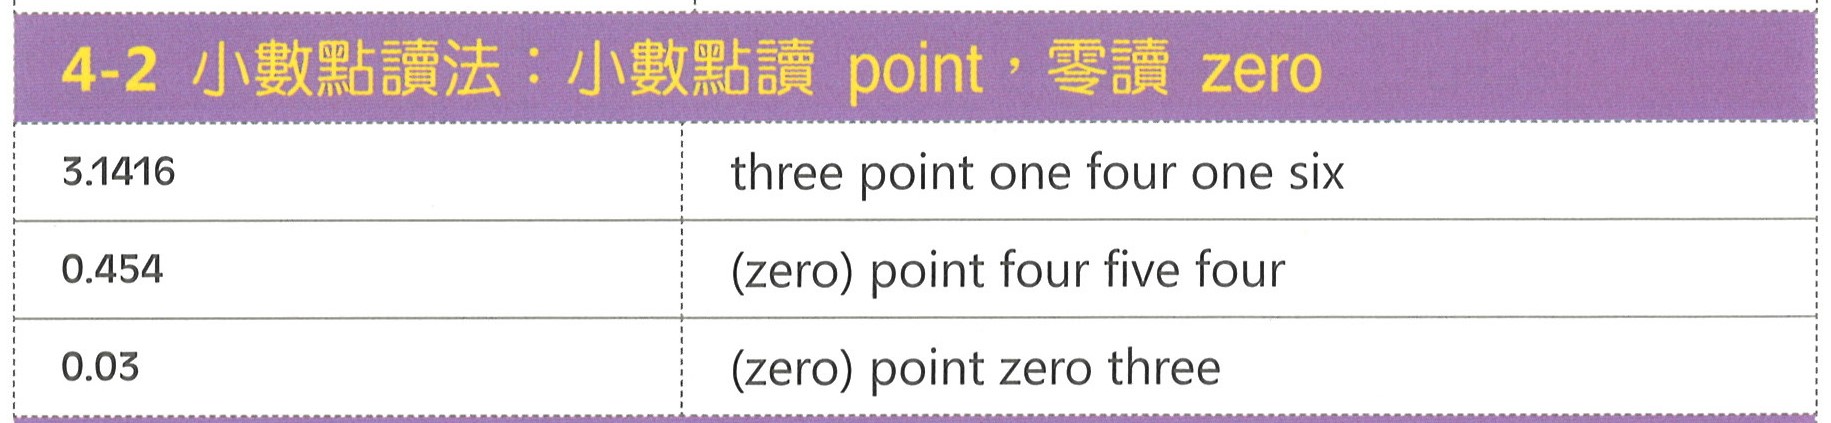 4-2 小數點讀法：小數點讀 point，零讀 zero
3.1416 three point one four one six
0.454 (zero) point four five four
0.03 (zero) point zero three